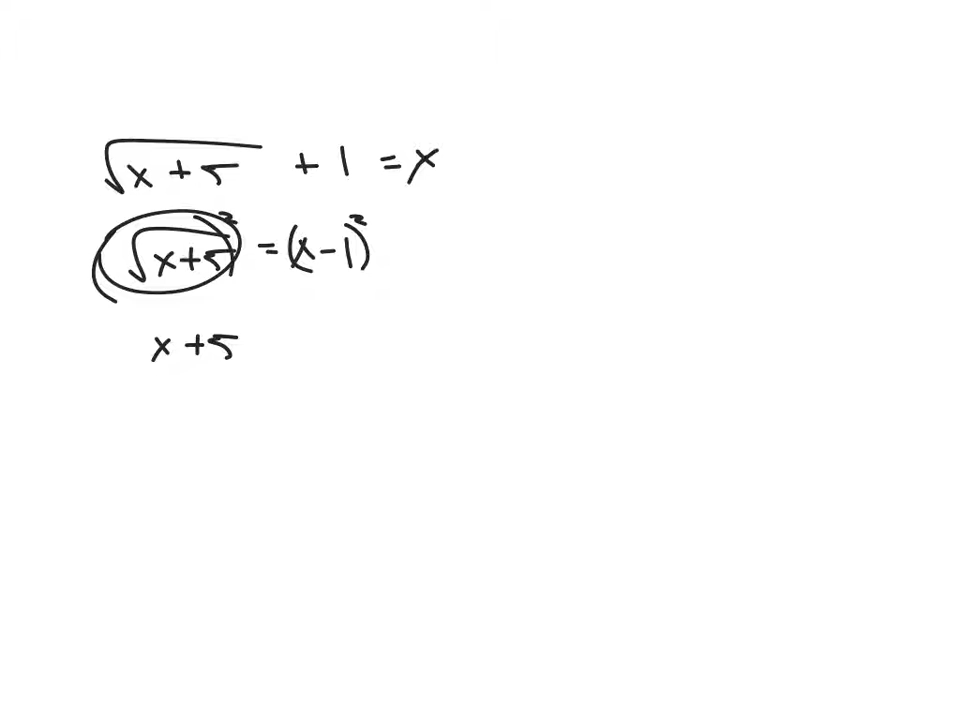 √(x+5) + 1 = x
(√(x+5))² = (x-1)²
x+5